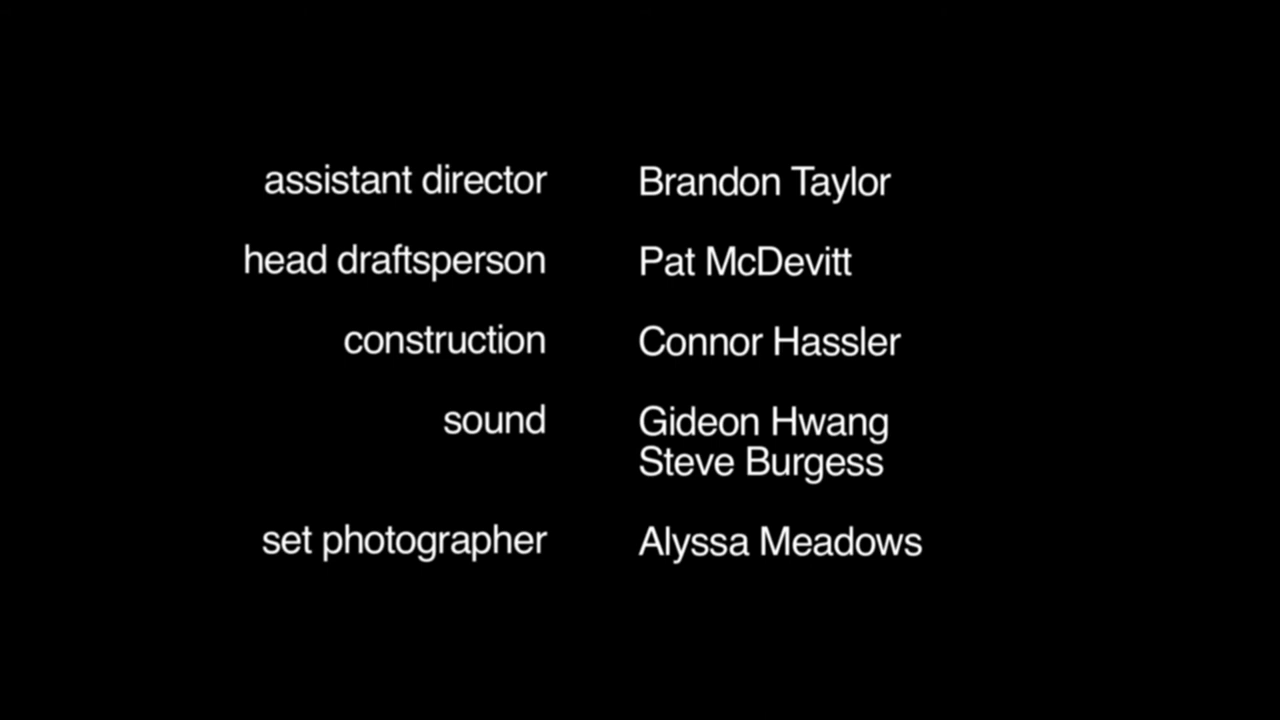 assistant director Brandon Taylor
head draftsperson Pat McDevitt
construction Connor Hassler
sound Gideon Hwang
Steve Burgess
set photographer Alyssa Meadows